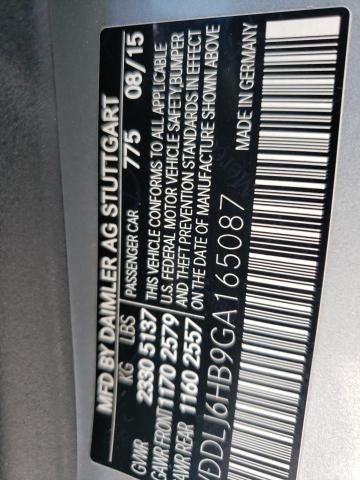 MFD BY DAIMLER AG STUTTGART
KG LBS PASSENGER CAR 775 08/15
GVWR 2330 5137 THIS VEHICLE CONFORMS TO ALL APPLICABLE
GAWR FRONT 1170 2579 U.S. FEDERAL MOTOR VEHICLE SAFETY, BUMPER
GAWR REAR 1160 2557 AND THEFT PREVENTION STANDARDS IN EFFECT
ON THE DATE OF MANUFACTURE SHOWN ABOVE
DDLJ6HB9GA165087 MADE IN GERMANY